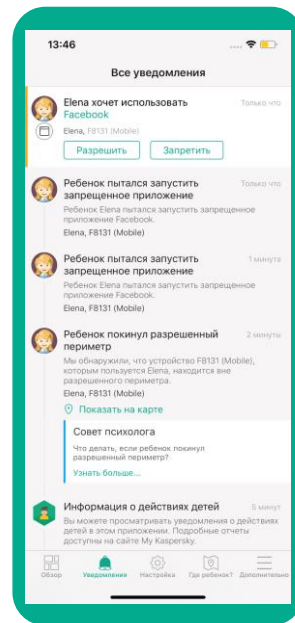 13:46
Все уведомления
Elena хочет использовать
Только что
Facebook
Elena, F8131 (Mobile)
Разрешить
Запретить
Ребенок пытался запустить
Только что
запрещенное приложение
Ребенок Elena пытался запустить запрещенное
приложение Facebook.
Elena, F8131 (Mobile)
Ребенок пытался запустить
1 минута
запрещенное приложение
Ребенок Elena пытался запустить запрещенное
приложение Facebook.
Elena, F8131 (Mobile)
Ребенок покинул разрешенный
2 минуты
периметр
Мы обнаружили, что устройство F8131 (Mobile),
которым пользуется Elena, находится вне
разрешенного периметра.
Elena, F8131 (Mobile)
Показать на карте
Совет психолога
Что делать, если ребенок покинул
разрешенный периметр?
Узнать больше...
Информация о действиях детей
5 минут
Вы можете просматривать уведомления о действиях
детей в этом приложении. Подробные отчеты
доступны на сайте My Kaspersky.
Обзор
Уведомления
Настройка
Где ребенок?
Дополнительно